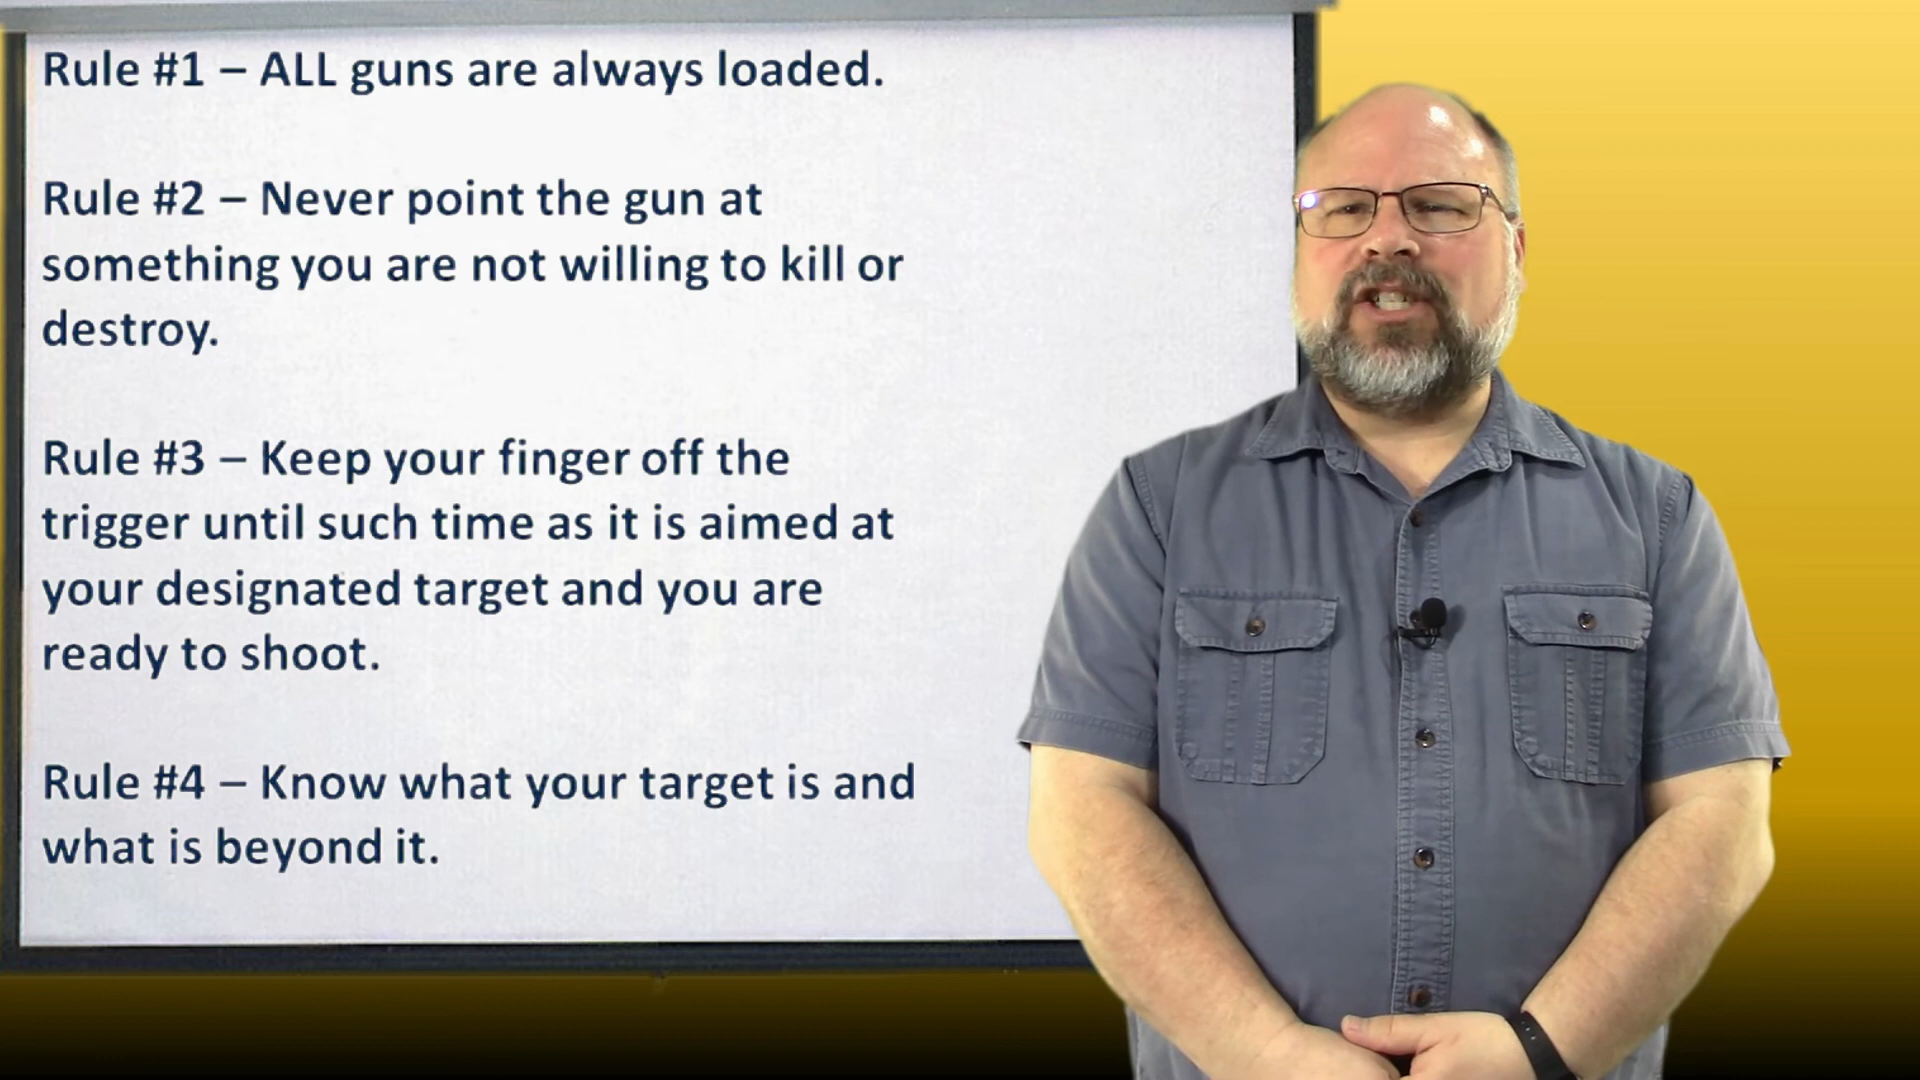 Rule #1 – ALL guns are always loaded.
Rule #2 – Never point the gun at
something you are not willing to kill or
destroy.
Rule #3 – Keep your finger off the
trigger until such time as it is aimed at
your designated target and you are
ready to shoot.
Rule #4 – Know what your target is and
what is beyond it.